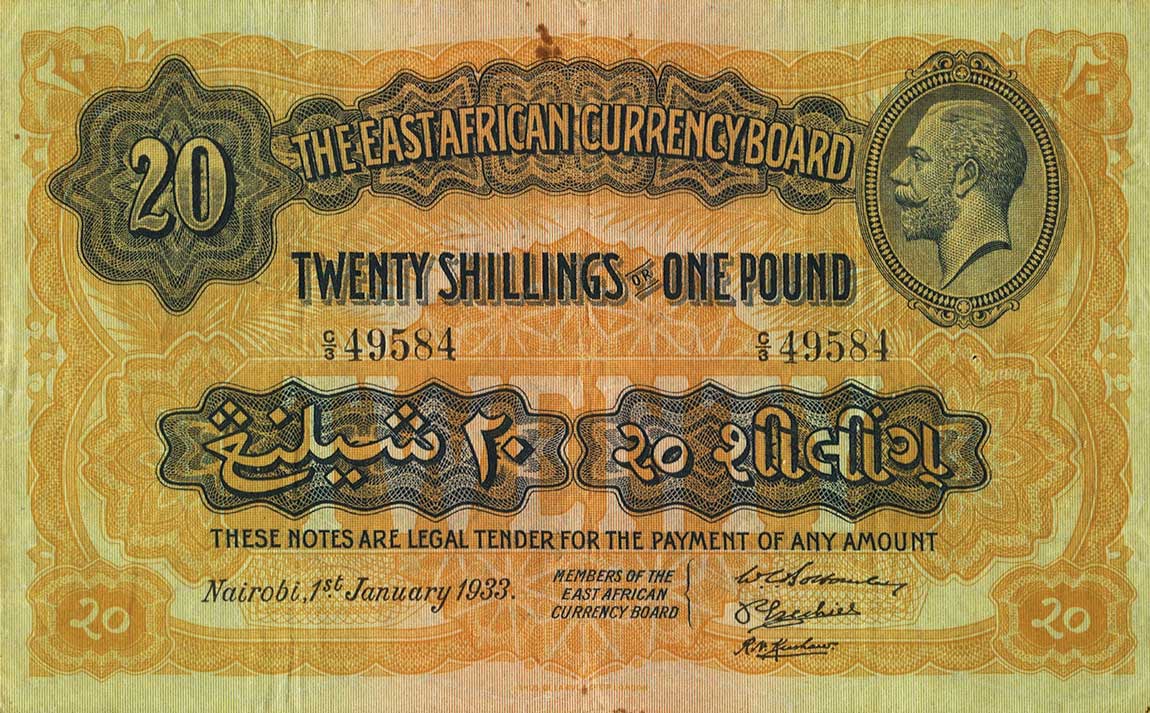 20
THE EAST AFRICAN CURRENCY BOARD
TWENTY SHILLINGS OR ONE POUND
C/3 49584 C/3 49584
٢٠ شيلنڨة
૨૦ શીલીંગ
THESE NOTES ARE LEGAL TENDER FOR THE PAYMENT OF ANY AMOUNT
Nairobi, 1st January 1933.
MEMBERS OF THE
EAST AFRICAN
CURRENCY BOARD
૨૦ ૨૦